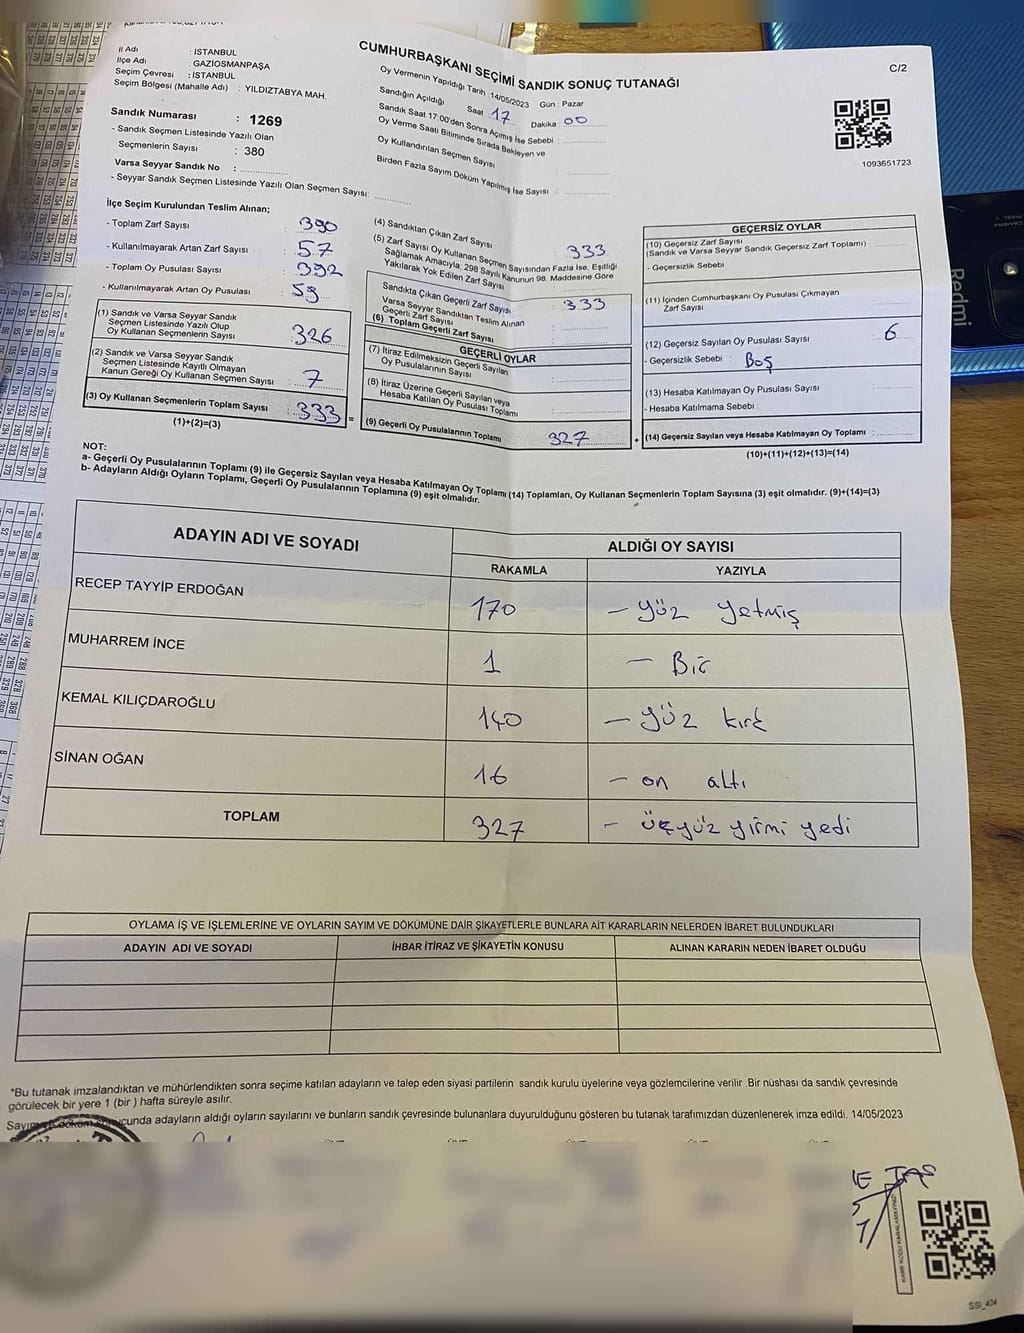 CUMHURBAŞKANI SEÇİMİ SANDIK SONUÇ TUTANAĞI
C/2
İl Adı : İSTANBUL
İlçe Adı : GAZİOSMANPAŞA
Seçim Çevresi : İSTANBUL
Seçim Bölgesi (Mahalle Adı) : YILDIZTABYA MAH.
Sandık Numarası : 1269
- Sandık Seçmen Listesinde Yazılı Olan
Seçmenlerin Sayısı : 380
Varsa Seyyar Sandık No :
- Seyyar Sandık Seçmen Listesinde Yazılı Olan Seçmen Sayısı:
Oy Vermenin Yapıldığı Tarih 14/05/2023 Gün : Pazar
Sandığın Açıldığı Saat 17 Dakika : 00
Sandık Saat 17:00'den Sonra Açımış İse Sebebi :
Oy Verme Saati Bitiminde Sırada Bekleyen ve
Oy Kullandırılan Seçmen Sayısı
Birden Fazla Sayım Döküm Yapılmış İse Sayısı :
1093651723
İlçe Seçim Kurulundan Teslim Alınan;
- Toplam Zarf Sayısı : 390
- Kullanılmayarak Artan Zarf Sayısı : 57
- Toplam Oy Pusulası Sayısı : 392
- Kullanılmayarak Artan Oy Pusulası : 59
(1) Sandık ve Varsa Seyyar Sandık
Seçmen Listesinde Yazılı Olup
Oy Kullanan Seçmenlerin Sayısı : 326
(2) Sandık ve Varsa Seyyar Sandık
Seçmen Listesinde Kayıtlı Olmayan
Kanun Gereği Oy Kullanan Seçmen Sayısı : 7
(3) Oy Kullanan Seçmenlerin Toplam Sayısı : 333 =
(1)+(2)=(3)
(4) Sandıktan Çıkan Zarf Sayısı : 333
(5) Zarf Sayısı Oy Kullanan Seçmen Sayısından Fazla İse, Eşitliği
Sağlamak Amacıyla; 298 Sayılı Kanunun 98. Maddesine Göre
Yakılarak Yok Edilen Zarf Sayısı
Sandıkta Çıkan Geçerli Zarf Sayısı : 333
Varsa Seyyar Sandıktan Teslim Alınan
Geçerli Zarf Sayısı
(6) Toplam Geçerli Zarf Sayısı
GEÇERLİ OYLAR
(7) İtiraz Edilmeksizin Geçerli Sayılan
Oy Pusulalarının Sayısı
(8) İtiraz Üzerine Geçerli Sayılan veya
Hesaba Katılan Oy Pusulası Toplamı
(9) Geçerli Oy Pusulalarının Toplamı 327 +
GEÇERSİZ OYLAR
(10) Geçersiz Zarf Sayısı
(Sandık ve Varsa Seyyar Sandık Geçersiz Zarf Toplamı) :
- Geçersizlik Sebebi :
(11) İçinden Cumhurbaşkanı Oy Pusulası Çıkmayan
Zarf Sayısı
(12) Geçersiz Sayılan Oy Pusulası Sayısı : 6
- Geçersizlik Sebebi : Boş
(13) Hesaba Katılmayan Oy Pusulası Sayısı
- Hesaba Katılmama Sebebi :
(14) Geçersiz Sayılan veya Hesaba Katılmayan Oy Toplamı :
(10)+(11)+(12)+(13)=(14)
NOT:
a- Geçerli Oy Pusulalarının Toplamı (9) ile Geçersiz Sayılan veya Hesaba Katılmayan Oy Toplamı (14) Toplamları, Oy Kullanan Seçmenlerin Toplam Sayısına (3) eşit olmalıdır. (9)+(14)=(3)
b- Adayların Aldığı Oyların Toplamı, Geçerli Oy Pusulalarının Toplamına (9) eşit olmalıdır.
ADAYIN ADI VE SOYADI ALDIĞI OY SAYISI
RAKAMLA YAZIYLA
RECEP TAYYİP ERDOĞAN 170 - yüz yetmiş
MUHARREM İNCE 1 - Bir
KEMAL KILIÇDAROĞLU 140 - yüz kırk
SİNAN OĞAN 16 - on altı
TOPLAM 327 - üçyüz yirmi yedi
OYLAMA İŞ VE İŞLEMLERİNE VE OYLARIN SAYIM VE DÖKÜMÜNE DAİR ŞİKAYETLERLE BUNLARA AİT KARARLARIN NELERDEN İBARET BULUNDUKLARI
ADAYIN ADI VE SOYADI İHBAR İTİRAZ VE ŞİKAYETİN KONUSU ALINAN KARARIN NEDEN İBARET OLDUĞU
*Bu tutanak imzalandıktan ve mühürlendikten sonra seçime katılan adayların ve talep eden siyasi partilerin sandık kurulu üyelerine veya gözlemcilerine verilir. Bir nüshası da sandık çevresinde
görülecek bir yere 1 (bir ) hafta süreyle asılır.
cunda adayların aldığı oyların sayılarını ve bunların sandık çevresinde bulunanlara duyurulduğunu gösteren bu tutanak tarafımızdan düzenlenerek imza edildi. 14/05/2023
SSI_404
Redmi